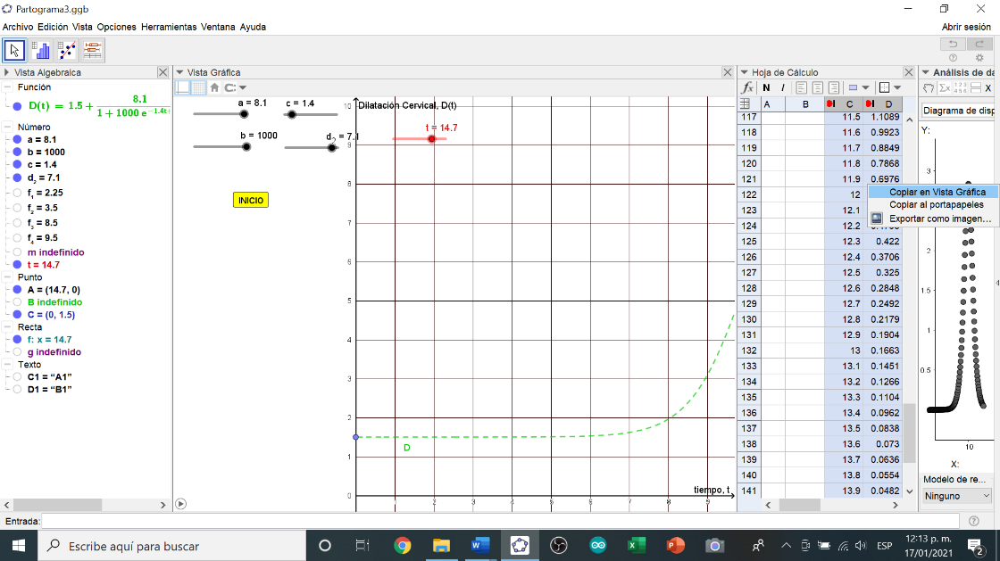 Partograma3.ggb
Archivo Edición Vista Opciones Herramientas Ventana Ayuda
Abrir sesión
Vista Algebraica
Función
D(t) = 1.5 + 8.1 / 1 + 1000 e^-1.4t
Número
a = 8.1
b = 1000
c = 1.4
d₂ = 7.1
f₁ = 2.25
f₂ = 3.5
f₃ = 8.5
f₄ = 9.5
m indefinido
t = 14.7
Punto
A = (14.7, 0)
B indefinido
C = (0, 1.5)
Recta
f: x = 14.7
g indefinido
Texto
C1 = “A1”
D1 = “B1”
Vista Gráfica
a = 8.1
c = 1.4
b = 1000
d₂ = 7.1
INICIO
Dilatación Cervical, D(t)
t = 14.7
10
9
8
7
6
5
4
3
2
1
0
D
tiempo, t
1 2 3 4 5 6 7 8 9
Hoja de Cálculo
N I
A B C D
117 11.5 1.1089
118 11.6 0.9923
119 11.7 0.8849
120 11.8 0.7868
121 11.9 0.6976
122 12
123 12.1
124 12.2
125 12.3 0.422
126 12.4 0.3706
127 12.5 0.325
128 12.6 0.2848
129 12.7 0.2492
130 12.8 0.2179
131 12.9 0.1904
132 13 0.1663
133 13.1 0.1451
134 13.2 0.1266
135 13.3 0.1104
136 13.4 0.0962
137 13.5 0.0838
138 13.6 0.073
139 13.7 0.0636
140 13.8 0.0554
141 13.9 0.0482
Copiar en Vista Gráfica
Copiar al portapapeles
Exportar como imagen...
Análisis de da
Σx 123 456 X
Diagrama de disp
Y:
3
2
1.5
1
0.5
10
X:
Modelo de re...
Ninguno
Entrada:
Escribe aquí para buscar
ESP
12:13 p. m.
17/01/2021
2